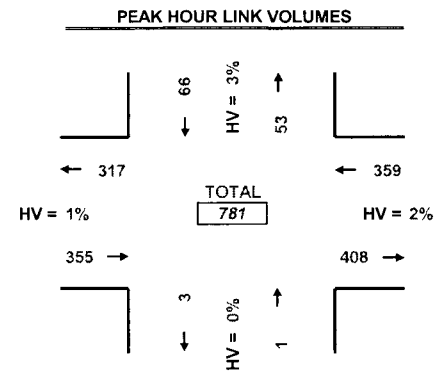 PEAK HOUR LINK VOLUMES
66
HV = 3%
53
317
359
TOTAL
HV = 1%
781
HV = 2%
355
408
3
HV = 0%
1